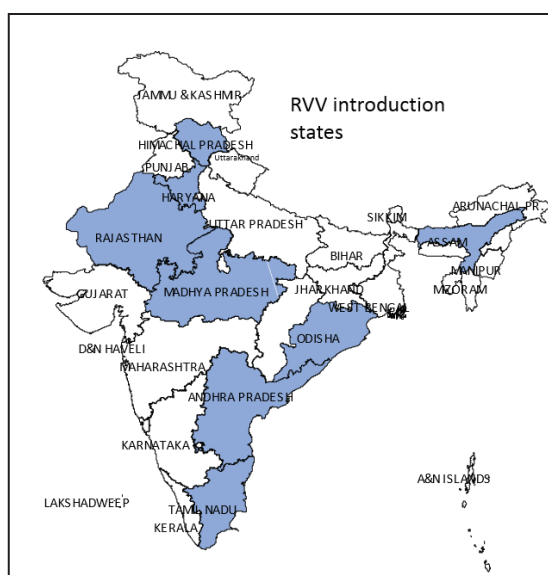 JAMMU & KASHMIR
RVV introduction
states
HIMACHAL PRADESH
Uttarakhand
PUNJAB
HARYANA
ARUNACHAL PR..
SIKKIM
UTTAR PRADESH
RAJASTHAN
ASSAM
BIHAR
MANIPUR
GUJARAT
MADHYA PRADESH
JHARKHAND
MZORAM
WEST BENGAL
ODISHA
D&N HAVELI
MAHARASHTRA
ANDHRA PRADESH
KARNATAKA
A&N ISLANDS
LAKSHADWEEP
TAMIL NADU
KERALA